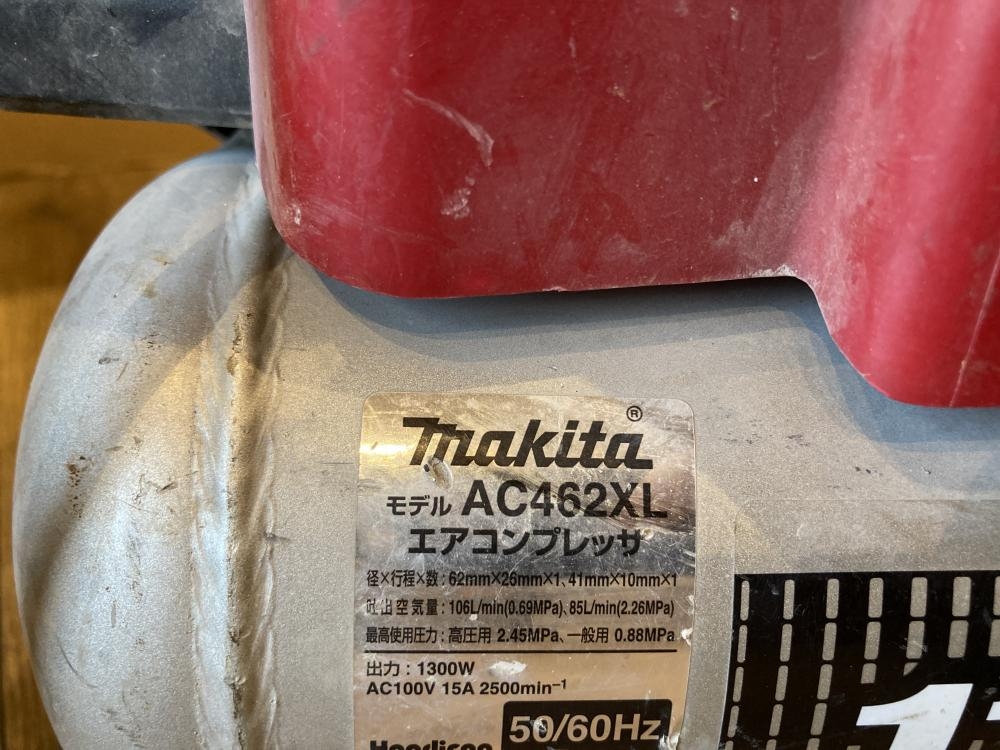 makita®
モデル AC462XL
エアコンプレッサ
径×行程×数 : 62mm×26mm×1、41mm×10mm×1
吐出空気量 : 106L/min(0.69MPa)、85L/min(2.26MPa)
最高使用圧力 : 高圧用 2.45MPa、一般用 0.88MPa
出力 : 1300W
AC100V 15A 2500min⁻¹
50/60Hz